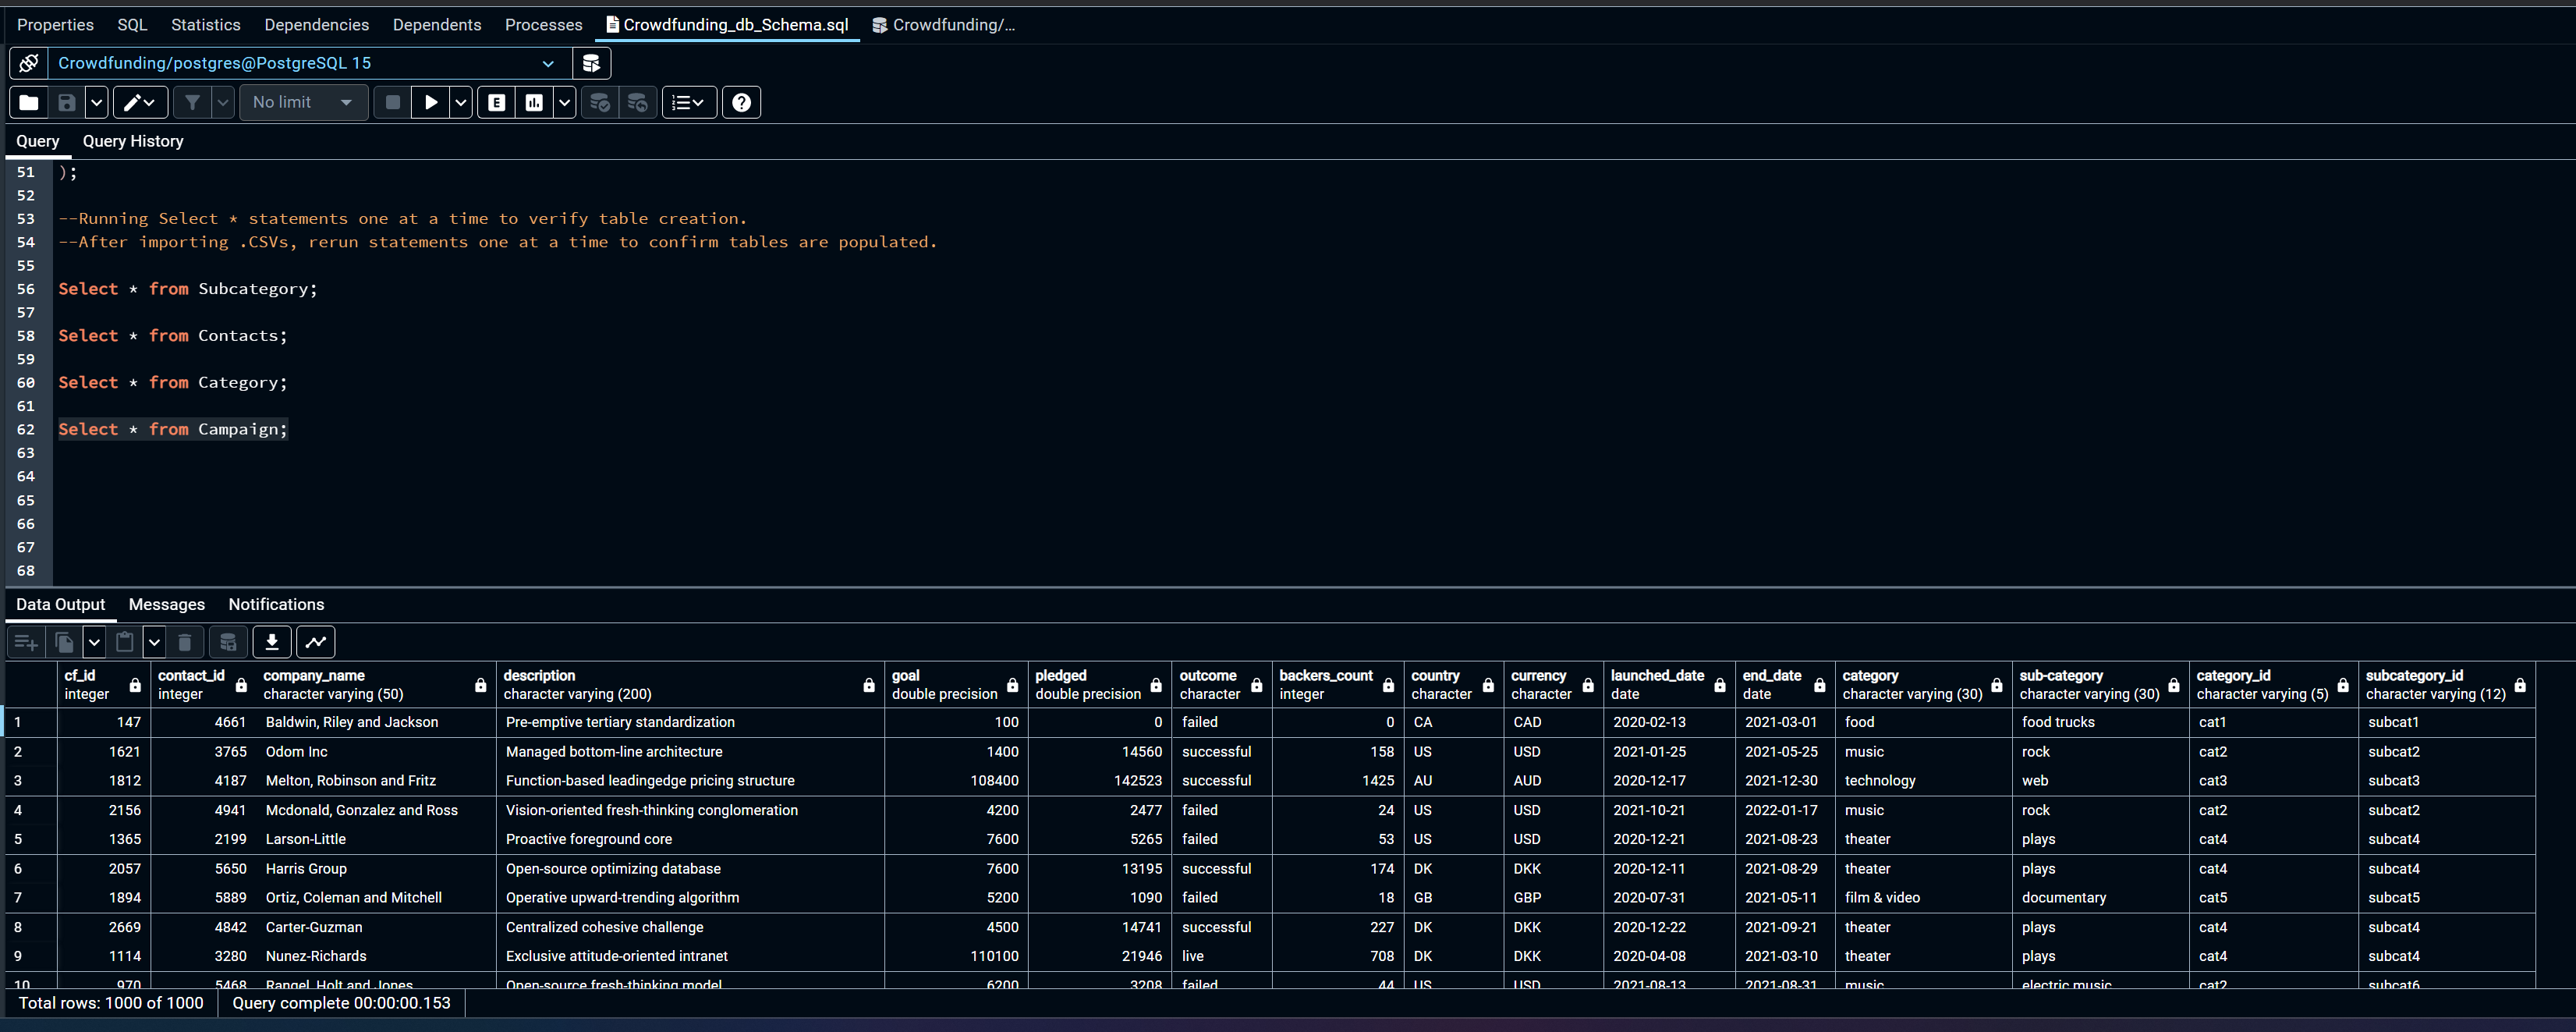 Properties SQL Statistics Dependencies Dependents Processes Crowdfunding_db_Schema.sql Crowdfunding/...
Crowdfunding/postgres@PostgreSQL 15
No limit E
Query Query History
51 );
52
53 --Running Select * statements one at a time to verify table creation.
54 --After importing .CSVs, rerun statements one at a time to confirm tables are populated.
55
56 Select * from Subcategory;
57
58 Select * from Contacts;
59
60 Select * from Category;
61
62 Select * from Campaign;
63
64
65
66
67
68
Data Output Messages Notifications
cf_id contact_id company_name description goal pledged outcome backers_count country currency launched_date end_date category sub-category category_id subcategory_id
integer integer character varying (50) character varying (200) double precision double precision character integer character character date date character varying (30) character varying (30) character varying (5) character varying (12)
1 147 4661 Baldwin, Riley and Jackson Pre-emptive tertiary standardization 100 0 failed 0 CA CAD 2020-02-13 2021-03-01 food food trucks cat1 subcat1
2 1621 3765 Odom Inc Managed bottom-line architecture 1400 14560 successful 158 US USD 2021-01-25 2021-05-25 music rock cat2 subcat2
3 1812 4187 Melton, Robinson and Fritz Function-based leadingedge pricing structure 108400 142523 successful 1425 AU AUD 2020-12-17 2021-12-30 technology web cat3 subcat3
4 2156 4941 Mcdonald, Gonzalez and Ross Vision-oriented fresh-thinking conglomeration 4200 2477 failed 24 US USD 2021-10-21 2022-01-17 music rock cat2 subcat2
5 1365 2199 Larson-Little Proactive foreground core 7600 5265 failed 53 US USD 2020-12-21 2021-08-23 theater plays cat4 subcat4
6 2057 5650 Harris Group Open-source optimizing database 7600 13195 successful 174 DK DKK 2020-12-11 2021-08-29 theater plays cat4 subcat4
7 1894 5889 Ortiz, Coleman and Mitchell Operative upward-trending algorithm 5200 1090 failed 18 GB GBP 2020-07-31 2021-05-11 film & video documentary cat5 subcat5
8 2669 4842 Carter-Guzman Centralized cohesive challenge 4500 14741 successful 227 DK DKK 2020-12-22 2021-09-21 theater plays cat4 subcat4
9 1114 3280 Nunez-Richards Exclusive attitude-oriented intranet 110100 21946 live 708 DK DKK 2020-04-08 2021-03-10 theater plays cat4 subcat4
10 970 5468 Rangel, Holt and Jones Open-source fresh-thinking model 6200 3208 failed 44 US USD 2021-08-13 2021-08-31 music electric music cat2 subcat6
Total rows: 1000 of 1000 Query complete 00:00:00.153